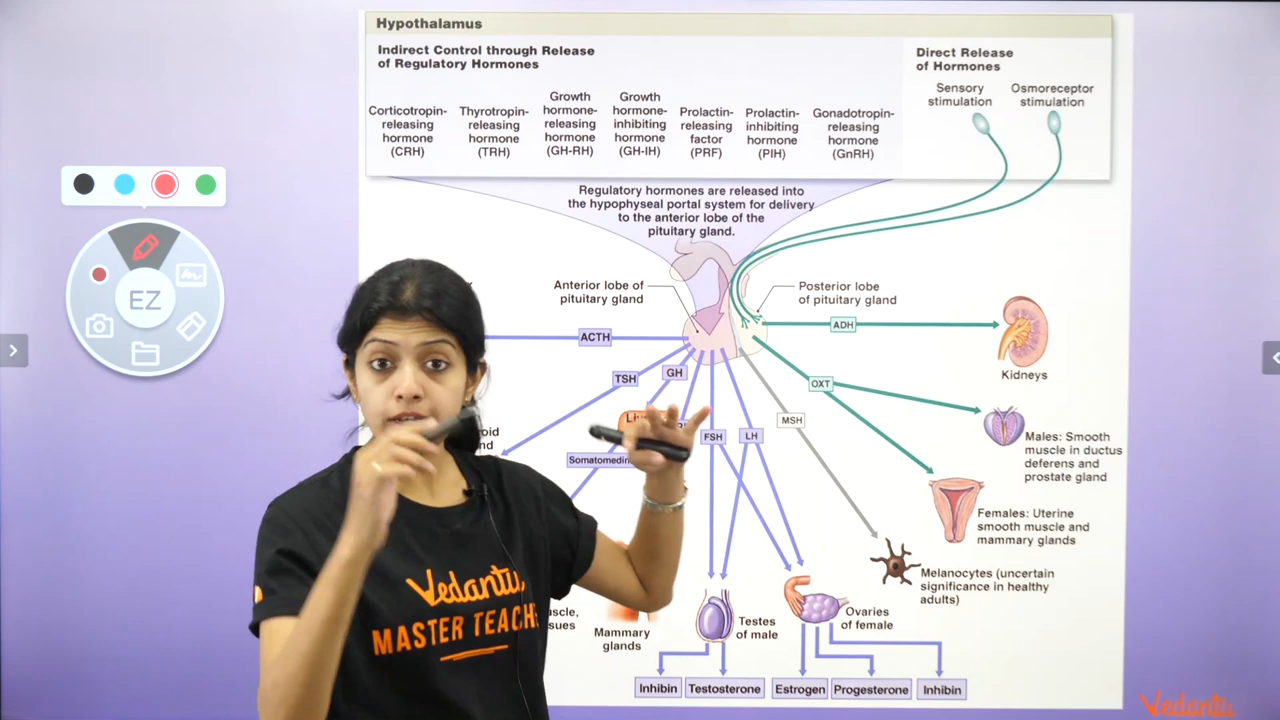 Hypothalamus
Indirect Control through Release
of Regulatory Hormones
Direct Release
of Hormones
Sensory
stimulation
Osmoreceptor
stimulation
Corticotropin-
releasing
hormone
(CRH)
Thyrotropin-
releasing
hormone
(TRH)
Growth
hormone-
releasing
hormone
(GH-RH)
Growth
hormone-
inhibiting
hormone
(GH-IH)
Prolactin-
releasing
factor
(PRF)
Prolactin-
inhibiting
hormone
(PIH)
Gonadotropin-
releasing
hormone
(GnRH)
Regulatory hormones are released into
the hypophyseal portal system for delivery
to the anterior lobe of the
pituitary gland.
EZ
Anterior lobe of
pituitary gland
Posterior lobe
of pituitary gland
ACTH
ADH
Kidneys
TSH
GH
OXT
MSH
FSH
LH
Somatomedin
Males: Smooth
muscle in ductus
deferens and
prostate gland
Females: Uterine
smooth muscle and
mammary glands
Melanocytes (uncertain
significance in healthy
adults)
Mammary
glands
Testes
of male
Ovaries
of female
Inhibin
Testosterone
Estrogen
Progesterone
Inhibin
Vedantu
MASTER TEACHE
Vedantu